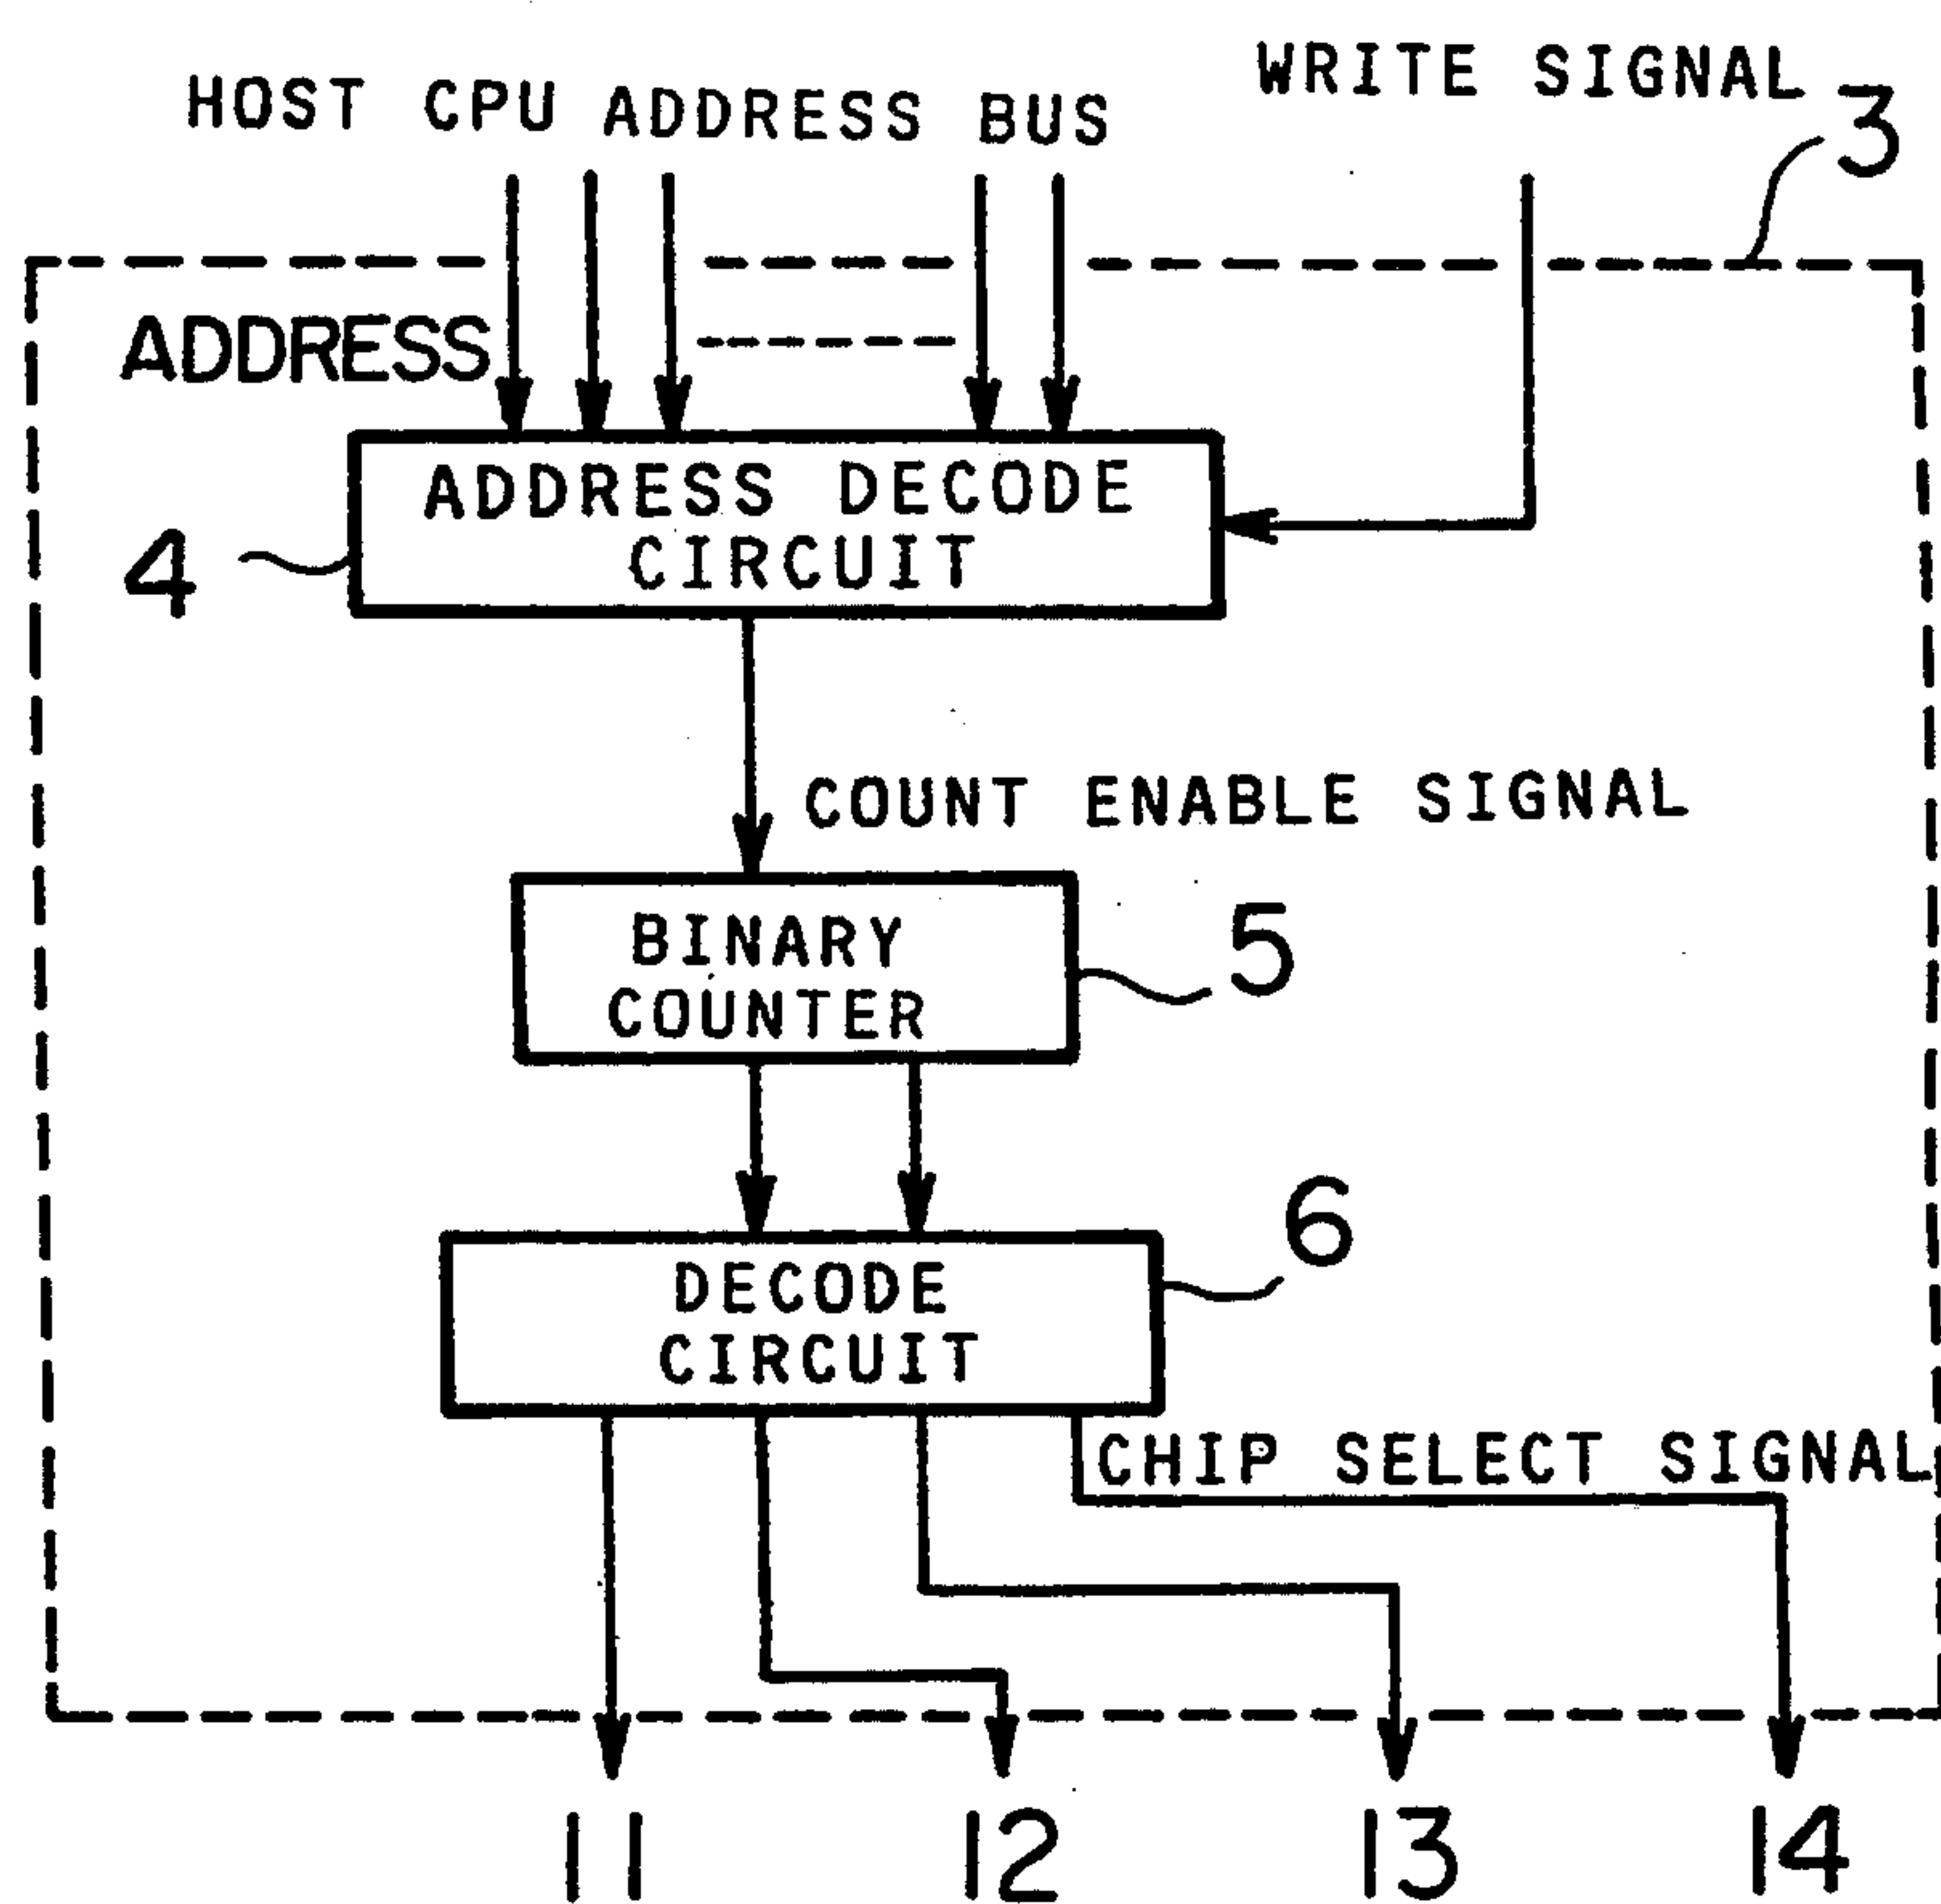 HOST CPU ADDRESS BUS
WRITE SIGNAL
3
ADDRESS
ADDRESS DECODE
CIRCUIT
4
COUNT ENABLE SIGNAL
BINARY
COUNTER
5
6
DECODE
CIRCUIT
CHIP SELECT SIGNAL
11
12
13
14